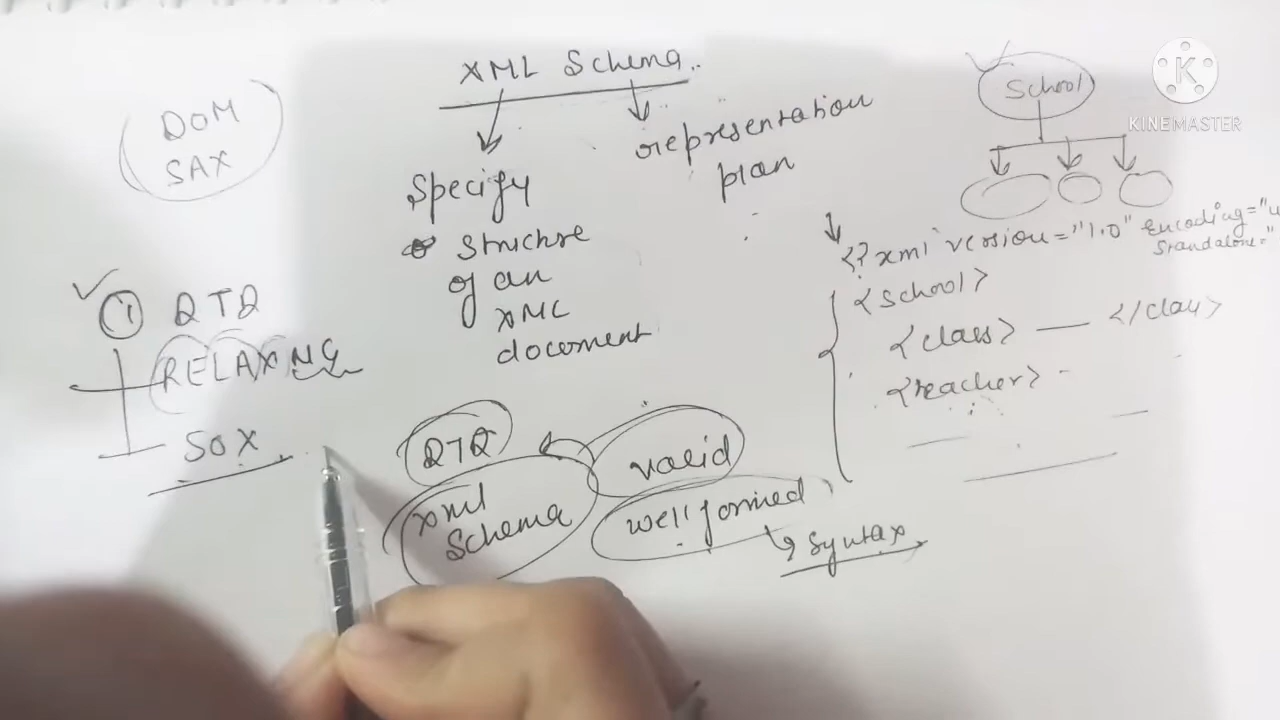 XML Schema
DOM
SAX
Specify
structure
of an
XML
document
representation
plan
School
KINEMASTER
① DTD
RELAXNG
SOX
DTD
xml
Schema
valid
well formed
Syntax
<?xml version="1.0" encoding="u
Standalone="
<school>
<class> — </class>
<teacher>